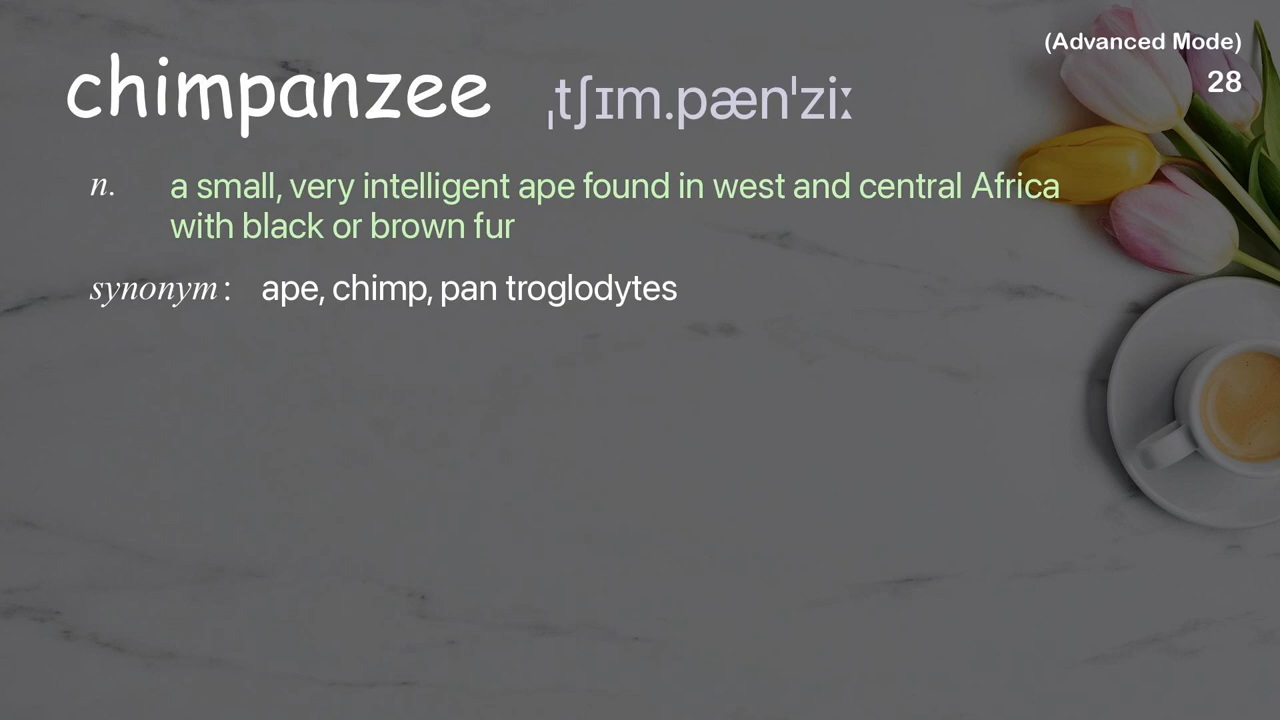 (Advanced Mode)
28
chimpanzee ˌtʃɪm.pænˈziː
n. a small, very intelligent ape found in west and central Africa
with black or brown fur
synonym: ape, chimp, pan troglodytes